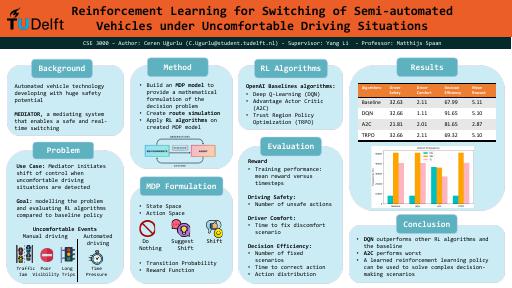 Reinforcement Learning for Switching of Semi-automated
Vehicles under Uncomfortable Driving Situations
TUDelft
CSE 3000 - Author: Ceren Uğurlu (C.Ugurlu@student.tudelft.nl) - Supervisor: Yang Li - Professor: Matthijs Spaan
Background
Automated vehicle technology
developing with huge safety
potential
MEDIATOR, a mediating system
that enables a safe and real-
time switching
Problem
Use Case: Mediator initiates
shift of control when
uncomfortable driving
situations are detected
Goal: modelling the problem
and evaluating RL algorithms
compared to baseline policy
Uncomfortable Events
Manual driving
Automated
driving
Traffic
Jam
Poor
Visibility
Long
Trips
Time
Pressure
Method
• Build an MDP model to
provide a mathematical
formulation of the
decision problem
• Create route simulation
• Apply RL algorithms on
created MDP model
MDP Formulation
• State Space
• Action Space
Do
Nothing
Suggest
Shift
Shift
• Transition Probability
• Reward Function
RL Algorithms
OpenAI Baselines algorithms:
• Deep Q-Learning (DQN)
• Advantage Actor Critic
(A2C)
• Trust Region Policy
Optimization (TRPO)
Evaluation
Reward
• Training performance:
mean reward versus
timesteps
Driving Safety:
• Number of unsafe actions
Driver Comfort:
• Time to fix discomfort
scenario
Decision Efficiency:
• Number of fixed
scenarios
• Time to correct action
• Action distribution
Results
Algorithms Driver Safety Driver Comfort Decision Efficiency Mean Reward
Baseline 32.63 2.11 67.99 5.11
DQN 32.66 2.11 91.65 5.10
A2C 23.81 2.01 81.65 2.87
TRPO 32.66 2.11 69.32 5.10
Conclusion
• DQN outperforms other RL algorithms and
the baseline
• A2C performs worst
• A learned reinforcement learning policy
can be used to solve complex decision-
making scenarios